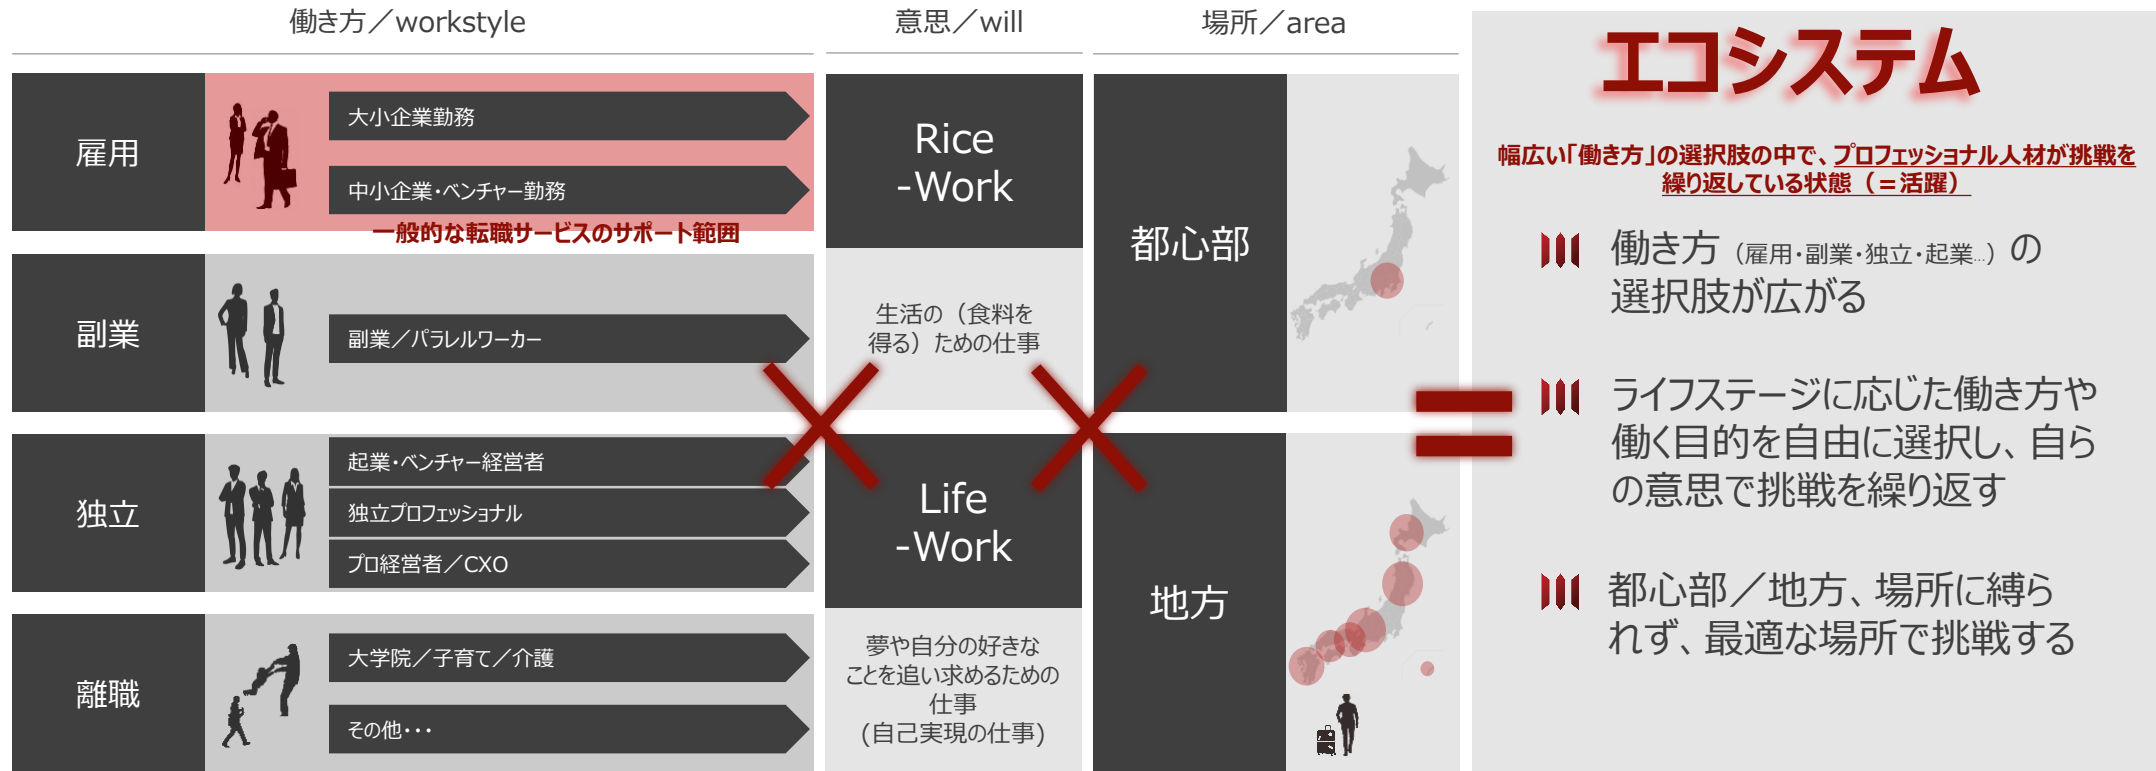 働き方／workstyle
意思／will
場所／area
雇用
大小企業勤務
中小企業・ベンチャー勤務
一般的な転職サービスのサポート範囲
副業
副業／パラレルワーカー
独立
起業・ベンチャー経営者
独立プロフェッショナル
プロ経営者／CXO
離職
大学院／子育て／介護
その他・・・
Rice
-Work
生活の（食料を
得る）ための仕事
Life
-Work
夢や自分の好きな
ことを追い求めるための
仕事
(自己実現の仕事)
都心部
地方
エコシステム
幅広い「働き方」の選択肢の中で、プロフェッショナル人材が挑戦を
繰り返している状態（＝活躍）
働き方（雇用・副業・独立・起業…）の
選択肢が広がる
ライフステージに応じた働き方や
働く目的を自由に選択し、自ら
の意思で挑戦を繰り返す
都心部／地方、場所に縛ら
れず、最適な場所で挑戦する